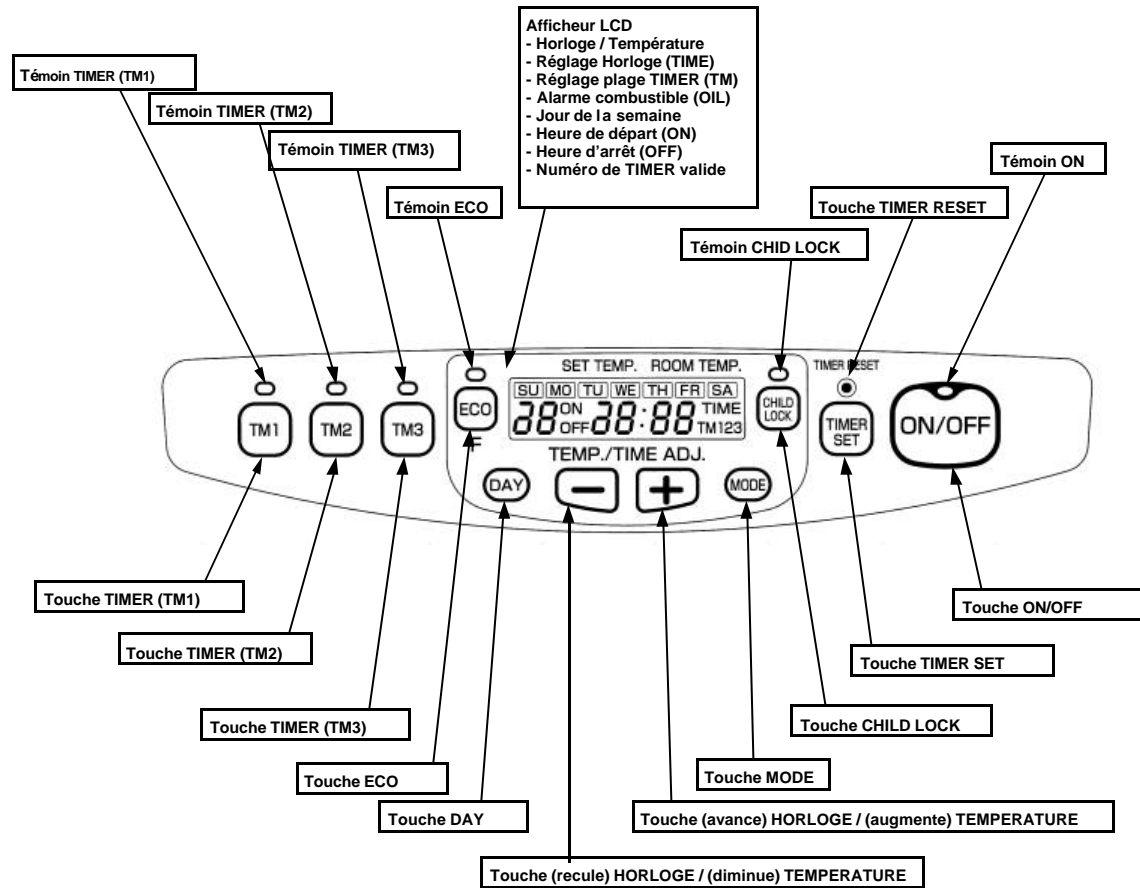 Afficheur LCD
- Horloge / Température
- Réglage Horloge (TIME)
- Réglage plage TIMER (TM)
- Alarme combustible (OIL)
- Jour de la semaine
- Heure de départ (ON)
- Heure d'arrêt (OFF)
- Numéro de TIMER valide
Témoin TIMER (TM1)
Témoin TIMER (TM2)
Témoin TIMER (TM3)
Témoin ECO
Témoin ON
Touche TIMER RESET
Témoin CHID LOCK
SET TEMP. ROOM TEMP.
TIMER RESET
SU MO TU WE TH FR SA
88 ON 28:88 TIME
OFF TM123
TM1
TM2
TM3
ECO
F
CHILD
LOCK
TIMER
SET
ON/OFF
TEMP./TIME ADJ.
DAY
−
+
MODE
Touche TIMER (TM1)
Touche TIMER (TM2)
Touche TIMER (TM3)
Touche ECO
Touche DAY
Touche (recule) HORLOGE / (diminue) TEMPERATURE
Touche (avance) HORLOGE / (augmente) TEMPERATURE
Touche MODE
Touche CHILD LOCK
Touche TIMER SET
Touche ON/OFF